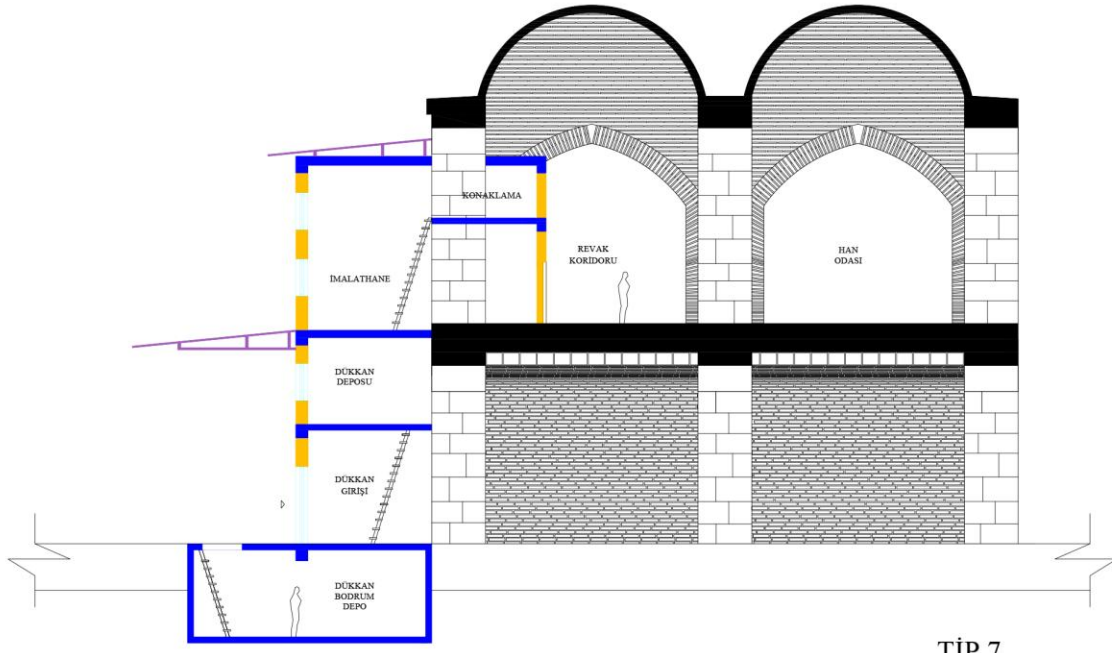 KONAKLAMA
REVAK
KORİDORU
HAN
ODASI
İMALATHANE
DÜKKAN
DEPOSU
DÜKKAN
GİRİŞİ
DÜKKAN
BODRUM
DEPO
TİP 7